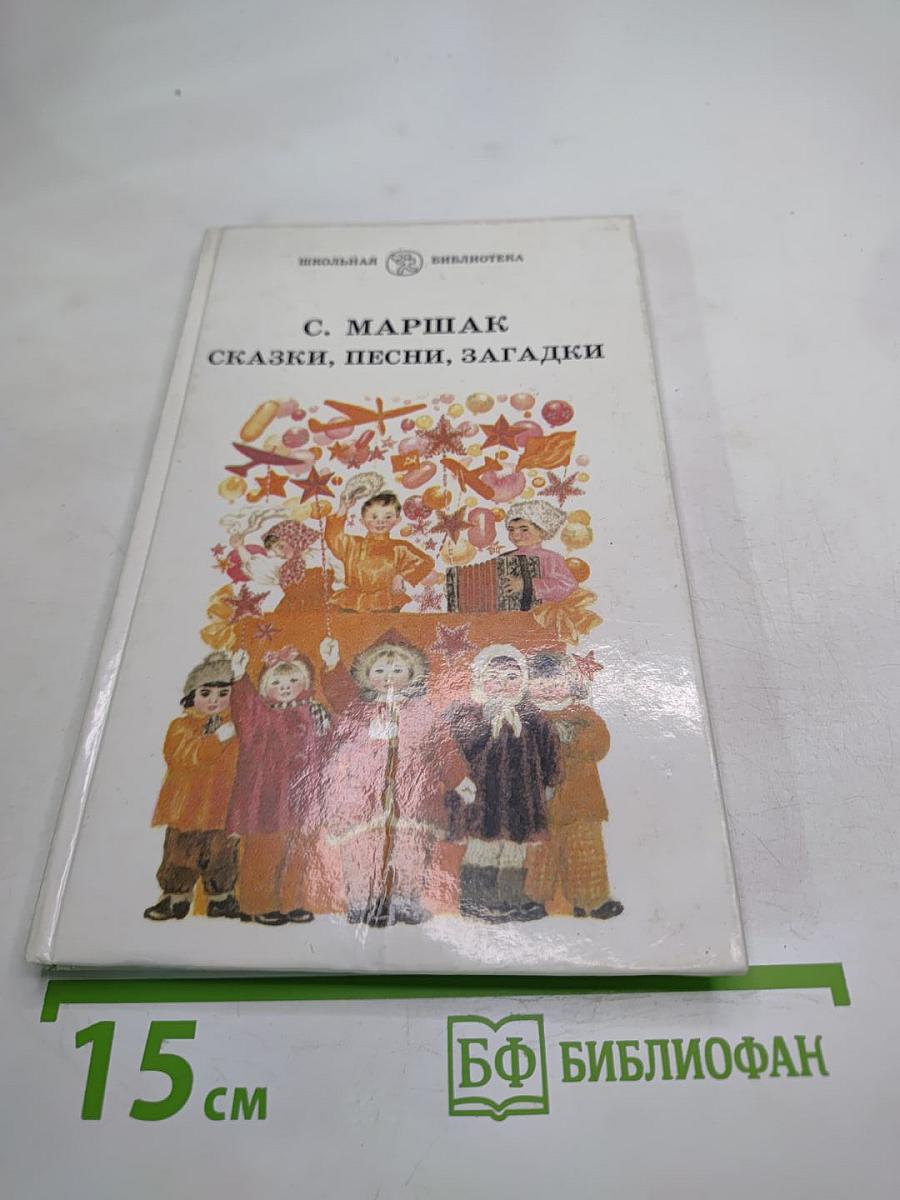 ШКОЛЬНАЯ БИБЛИОТЕКА
С. МАРШАК
СКАЗКИ, ПЕСНИ, ЗАГАДКИ
15 см
БФ БИБЛИОФАН